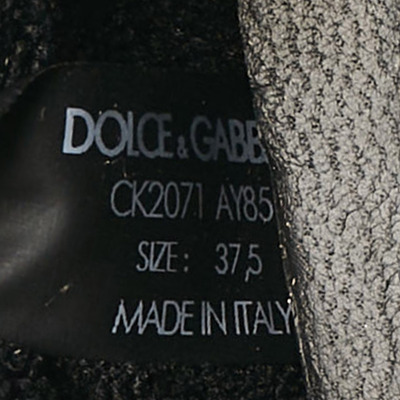 DOLCE & GABB
CK2071 AY85
SIZE: 37,5
MADE IN ITALY